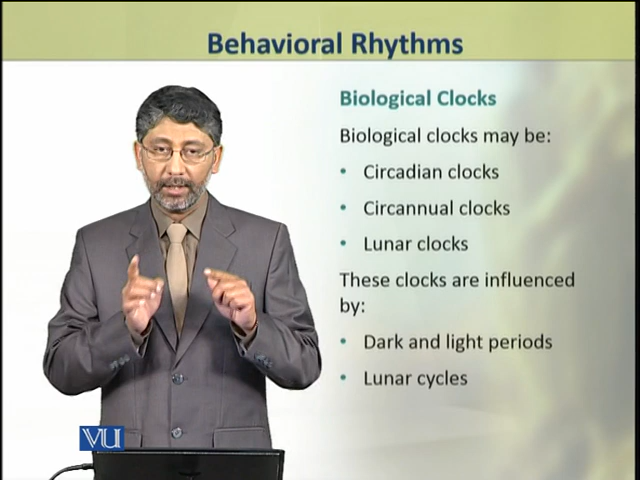 Behavioral Rhythms
Biological Clocks
Biological clocks may be:
• Circadian clocks
• Circannual clocks
• Lunar clocks
These clocks are influenced
by:
• Dark and light periods
• Lunar cycles
VU